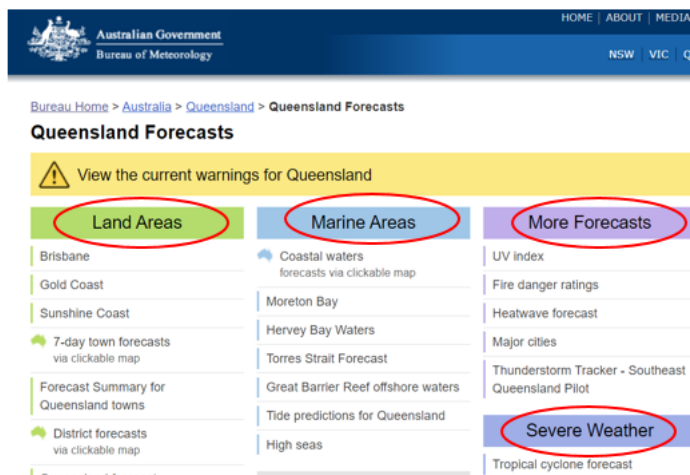 HOME | ABOUT | MEDIA
Australian Government
Bureau of Meteorology
NSW | VIC |
Bureau Home > Australia > Queensland > Queensland Forecasts
Queensland Forecasts
View the current warnings for Queensland
Land Areas
Brisbane
Gold Coast
Sunshine Coast
7-day town forecasts
via clickable map
Forecast Summary for
Queensland towns
District forecasts
via clickable map
Marine Areas
Coastal waters
forecasts via clickable map
Moreton Bay
Hervey Bay Waters
Torres Strait Forecast
Great Barrier Reef offshore waters
Tide predictions for Queensland
High seas
More Forecasts
UV index
Fire danger ratings
Heatwave forecast
Major cities
Thunderstorm Tracker - Southeast
Queensland Pilot
Severe Weather
Tropical cyclone forecast